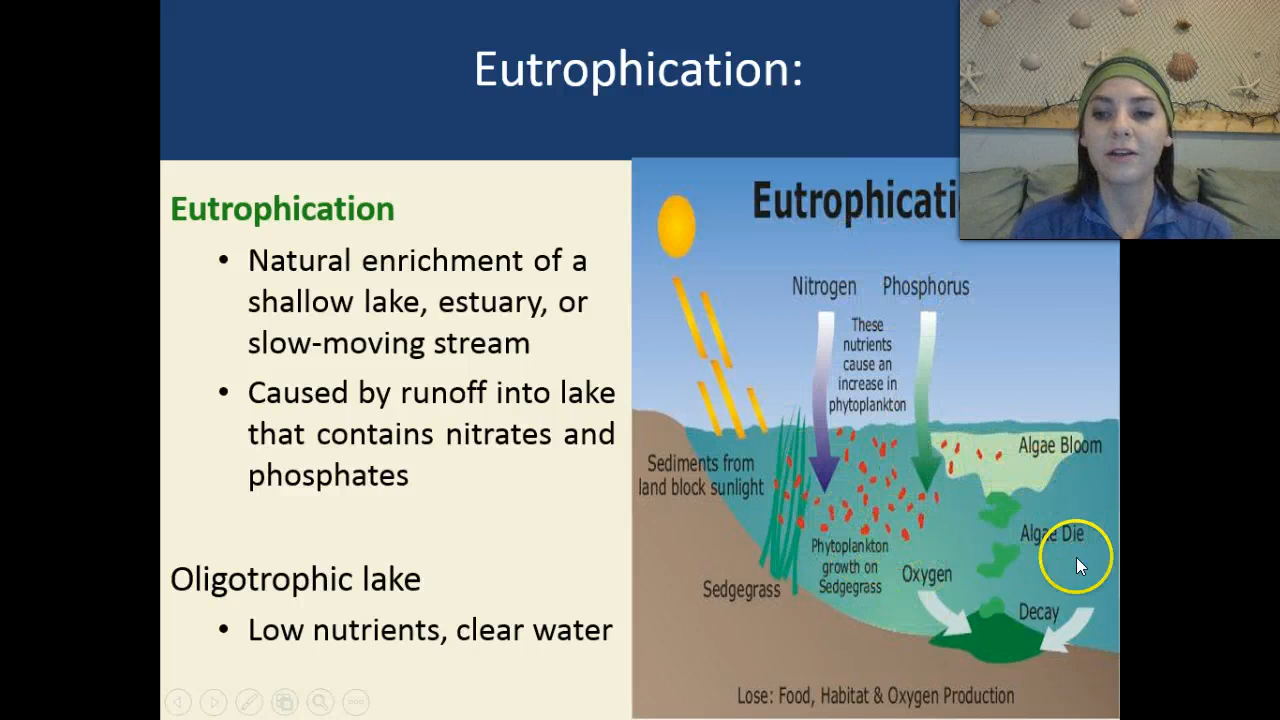 Eutrophication:
Eutrophication
• Natural enrichment of a
shallow lake, estuary, or
slow-moving stream
• Caused by runoff into lake
that contains nitrates and
phosphates
Oligotrophic lake
• Low nutrients, clear water
Eutrophicati
Nitrogen
Phosphorus
These
nutrients
cause an
increase in
phytoplankton
Sediments from
land block sunlight
Algae Bloom
Algae Die
Phytoplankton
growth on
Sedgegrass
Oxygen
Sedgegrass
Decay
Lose: Food, Habitat & Oxygen Production